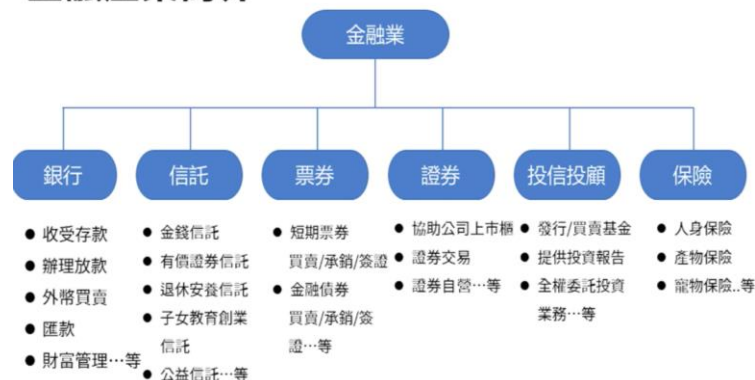 金融業
銀行
信託
票券
證券
投信投顧
保險
● 收受存款
● 辦理放款
● 外幣買賣
● 匯款
● 財富管理…等
● 金錢信託
● 有價證券信託
● 退休安養信託
● 子女教育創業
信託
● 公益信託…等
● 短期票券
買賣/承銷/簽證
● 金融債券
買賣/承銷/簽
證…等
● 協助公司上市櫃
● 證券交易
● 證券自營…等
● 發行/買賣基金
● 提供投資報告
● 全權委託投資
業務…等
● 人身保險
● 產物保險
● 寵物保險..等